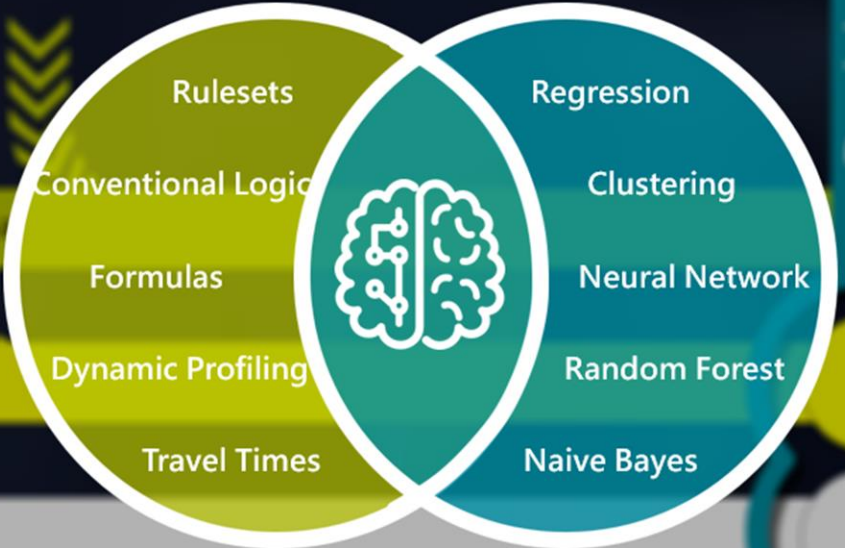 Rulesets
Conventional Logic
Formulas
Dynamic Profiling
Travel Times
Regression
Clustering
Neural Network
Random Forest
Naive Bayes